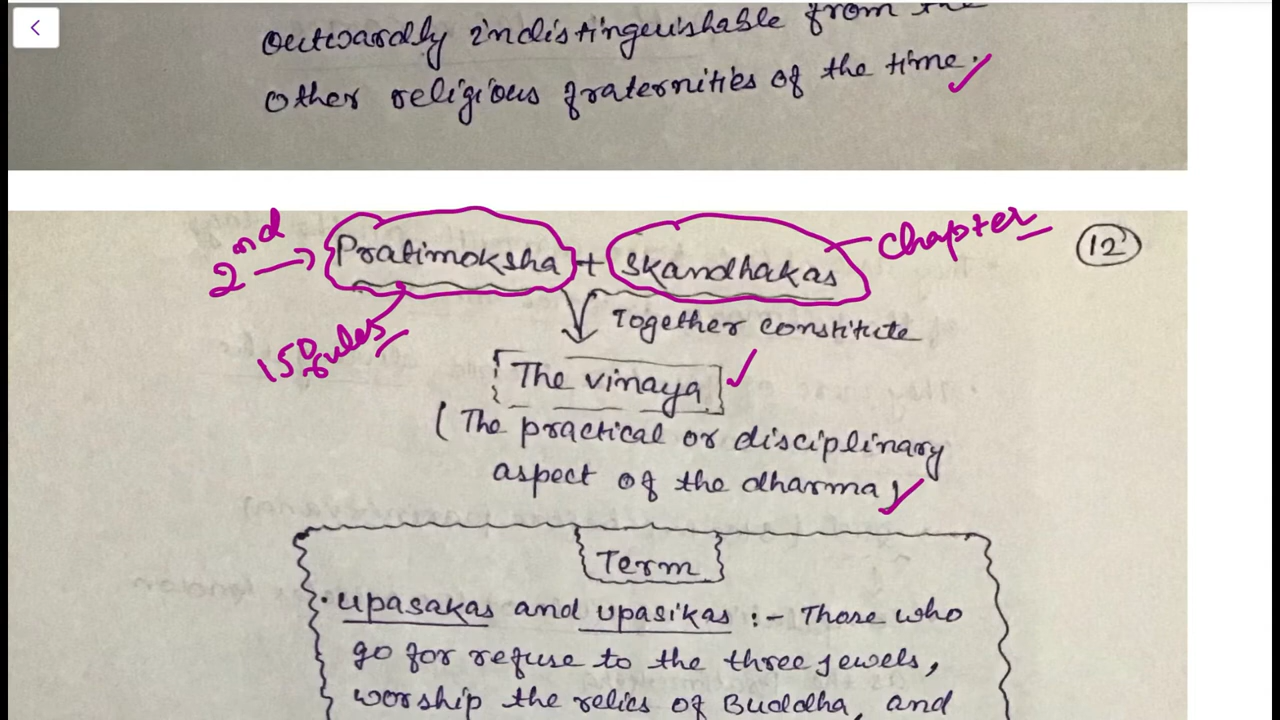 outwardly indistinguishable from the
other religious fraternities of the time.
2nd → Pratimoksha + Skandhakas chapter 12
150 rules
Together constitute
The vinaya
(The practical or disciplinary
aspect of the dharma)
Term
• upasakas and upasikas :- Those who
go for refuse to the three jewels,
worship the relics of Buddha, and